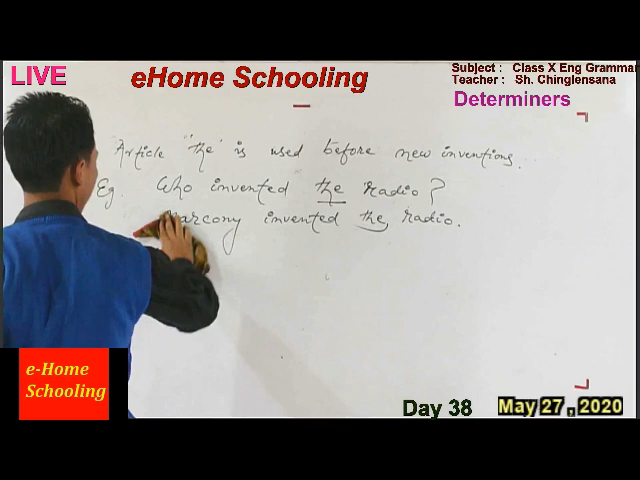 LIVE
eHome Schooling
Subject : Class X Eng Grammar
Teacher : Sh. Chinglensana
Determiners
Article "the" is used before new inventions.
Eg. Who invented the radio?
Marcony invented the radio.
e-Home
Schooling
Day 38
May 27 , 2020